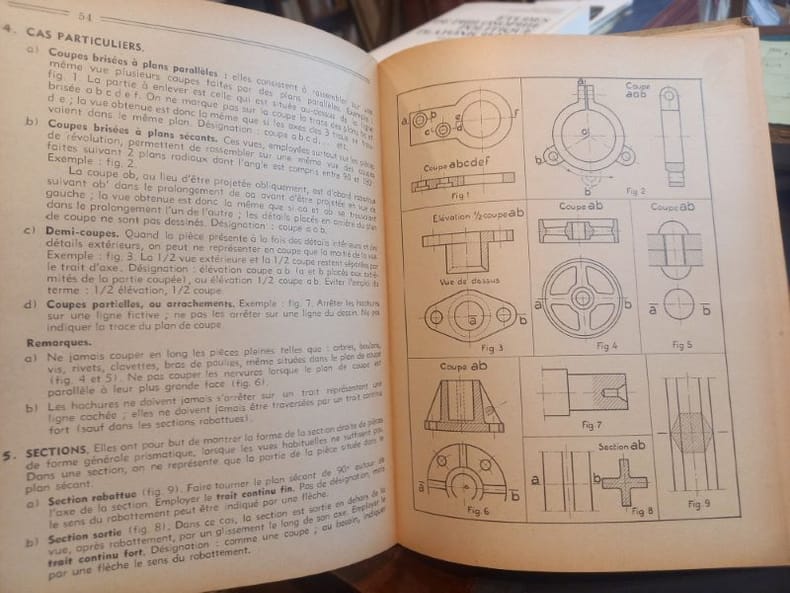 54
4. CAS PARTICULIERS.
a) Coupes brisées à plans parallèles : elles consistent à rassembler sur une
même vue plusieurs coupes faites par des plans parallèles. Exemple :
fig. 1. La partie à enlever est celle qui est située au-dessus de la ligne
brisée a b c d e f. On ne marque pas sur la coupe la trace des plans b c et
d e ; la vue obtenue est donc la même que si les axes des 3 trous se trou-
vaient dans le même plan. Désignation : coupe a b c d... etc.
b) Coupes brisées à plans sécants. Ces vues, employées surtout sur les pièces
de révolution, permettent de rassembler sur une même vue des coupes
faites suivant 2 plans radiaux dont l'angle est compris entre 90 et 180°
Exemple : fig. 2.
La coupe ob, au lieu d'être projetée obliquement, est d'abord construite
suivant ob' dans le prolongement de oa avant d'être projetée en vue de
gauche ; la vue obtenue est donc la même que si oa et ob se trouvaient
dans le prolongement l'un de l'autre ; les détails placés en arrière du plan
de coupe ne sont pas dessinés. Désignation : coupe a o b.
c) Demi-coupes. Quand la pièce présente à la fois des détails intérieurs et des
détails extérieurs, on peut ne représenter en coupe que la moitié de la vue
Exemple : fig. 3. La 1/2 vue extérieure et la 1/2 coupe restent séparées par
le trait d'axe. Désignation : élévation coupe a b (a et b placés aux extré-
mités de la partie coupée), ou élévation 1/2 coupe a b. Eviter l'emploi du
terme : 1/2 élévation, 1/2 coupe
d) Coupes partielles, ou arrachements. Exemple : fig. 7. Arrêter les hachures
sur une ligne fictive ; ne pas les arrêter sur une ligne du dessin. Ne pas
indiquer la trace du plan de coupe
Remarques.
a) Ne jamais couper en long les pièces pleines telles que : arbres, boulons,
vis, rivets, clavettes, bras de poulies, même situées dans le plan de coupe
(fig. 4 et 5). Ne pas couper les nervures lorsque le plan de coupe est
parallèle à leur plus grande face (fig. 6).
b) Les hachures ne doivent jamais s'arrêter sur un trait représentant une
ligne cachée ; elles ne doivent jamais être traversées par un trait continu
fort (sauf dans les sections rabattues).
5. SECTIONS. Elles ont pour but de montrer la forme de la section droite de pièces
de forme générale prismatique, lorsque les vues habituelles ne suffisent pas.
Dans une section, on ne représente que la partie de la pièce située dans le
plan sécant.
a) Section rabattue (fig. 9). Faire tourner le plan sécant de 90° autour de
l'axe de la section. Employer le trait continu fin. Pas de désignation, mais
le sens du rabattement peut être indiqué par une flèche.
b) Section sortie (fig. 8). Dans ce cas, la section est sortie en dehors de la
vue, après rabattement, par un glissement le long de son axe. Employer le
trait continu fort. Désignation : comme une coupe ; au besoin, indiquer
par une flèche le sens du rabattement.
a b c d e f
Coupe abcdef
Fig 1
a
o
b
b'
Coupe
aob
Fig 2
Elévation 1/2 coupe ab
Vue de dessus
a b
Fig 3
Coupe ab
a b
Fig 4
Coupe ab
a b
Fig 5
Coupe ab
a b
Fig.6
Fig.7
Section ab
a b
Fig 8
Fig.9